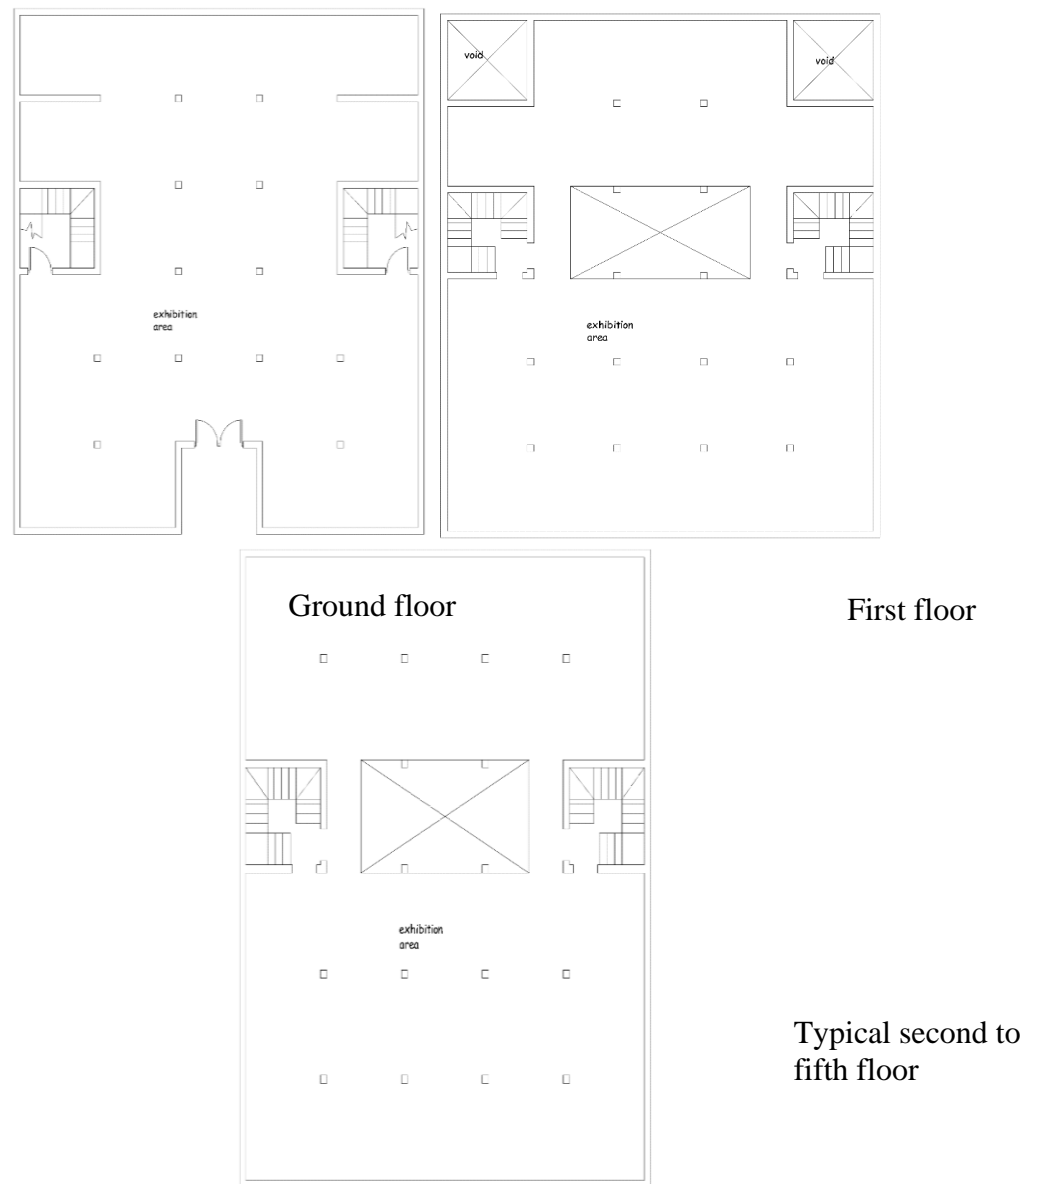 void
void
exhibition
area
exhibition
area
Ground floor
First floor
exhibition
area
Typical second to
fifth floor